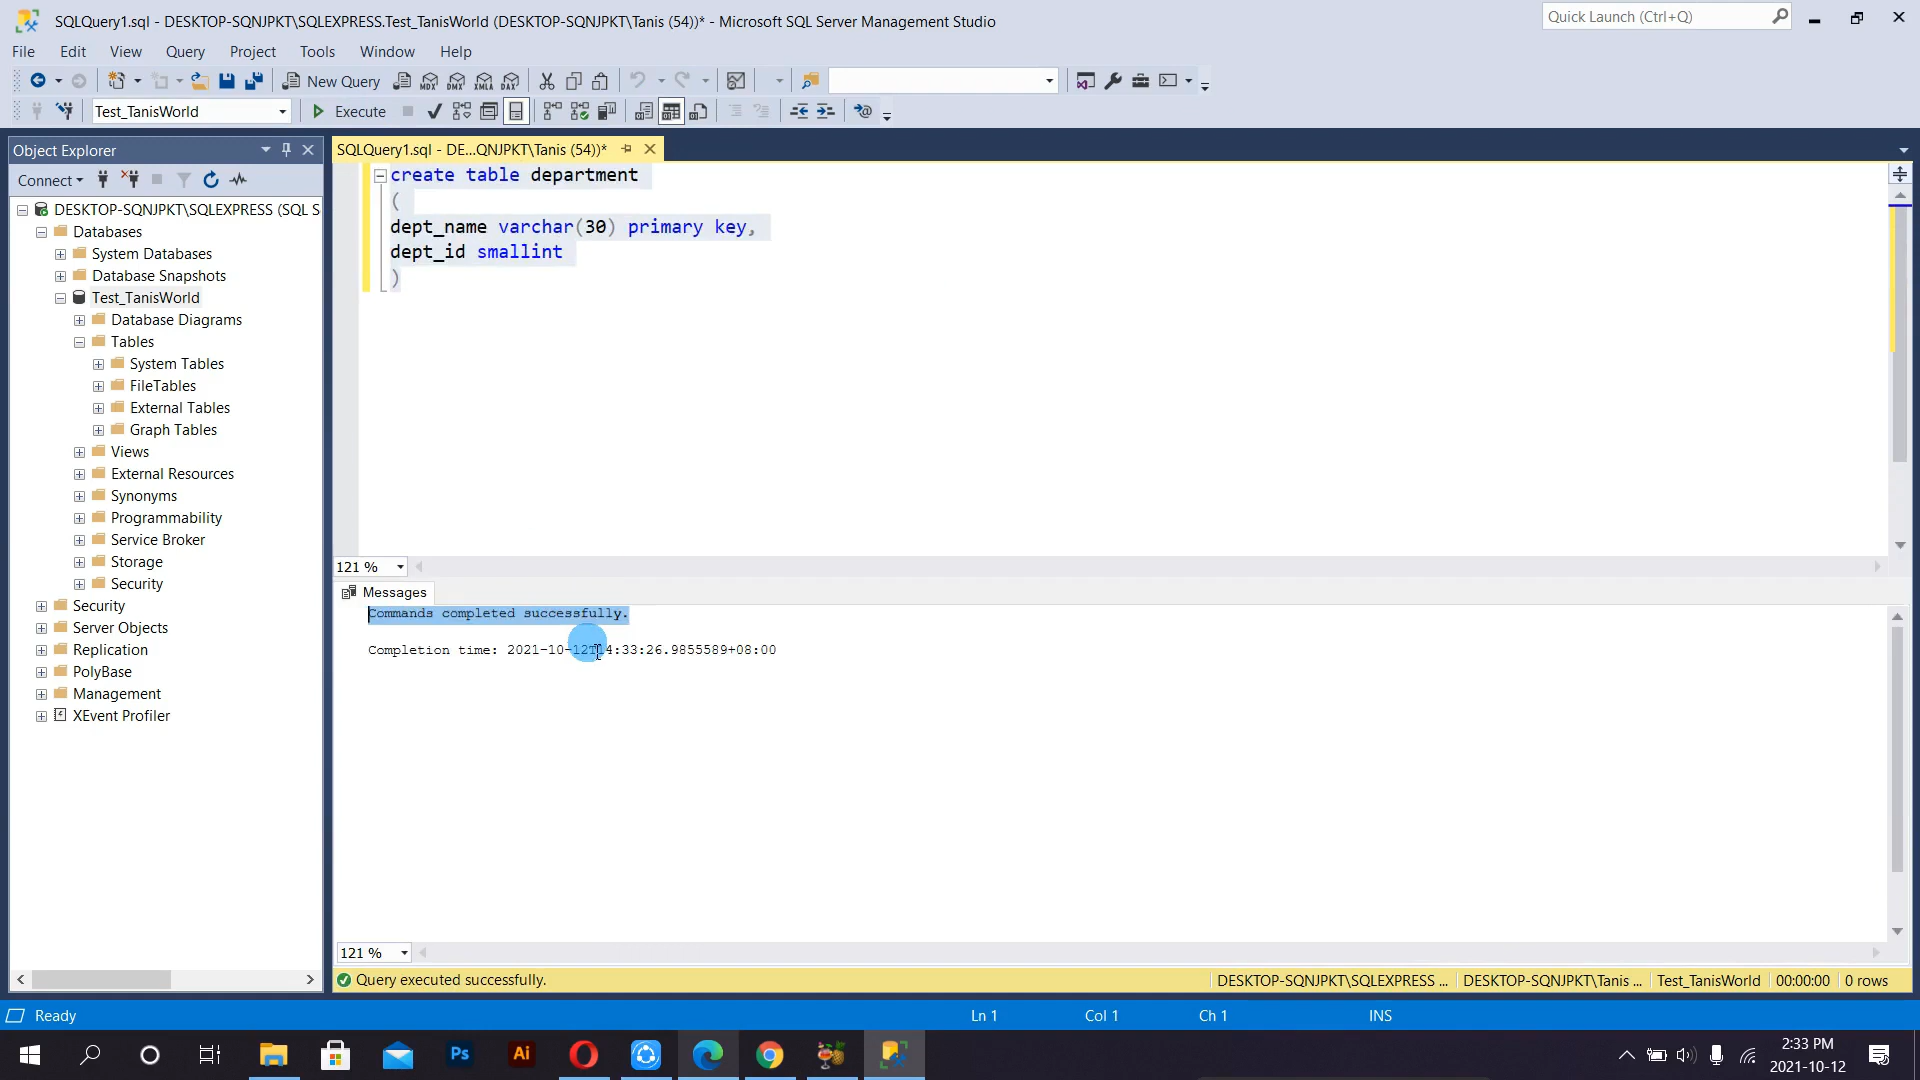 SQLQuery1.sql - DESKTOP-SQNJPKT\SQLEXPRESS.Test_TanisWorld (DESKTOP-SQNJPKT\Tanis (54))* - Microsoft SQL Server Management Studio
Quick Launch (Ctrl+Q)
File Edit View Query Project Tools Window Help
New Query
MDX DMX XMLA DAX
Test_TanisWorld
Execute
Object Explorer
Connect
DESKTOP-SQNJPKT\SQLEXPRESS (SQL S
Databases
System Databases
Database Snapshots
Test_TanisWorld
Database Diagrams
Tables
System Tables
FileTables
External Tables
Graph Tables
Views
External Resources
Synonyms
Programmability
Service Broker
Storage
Security
Security
Server Objects
Replication
PolyBase
Management
XEvent Profiler
SQLQuery1.sql - DE...QNJPKT\Tanis (54))*
create table department
(
dept_name varchar(30) primary key,
dept_id smallint
)
121 %
Messages
Commands completed successfully.
Completion time: 2021-10-12T14:33:26.9855589+08:00
121 %
Query executed successfully.
DESKTOP-SQNJPKT\SQLEXPRESS ...
DESKTOP-SQNJPKT\Tanis ...
Test_TanisWorld
00:00:00
0 rows
Ready
Ln 1
Col 1
Ch 1
INS
Ps
Ai
2:33 PM
2021-10-12